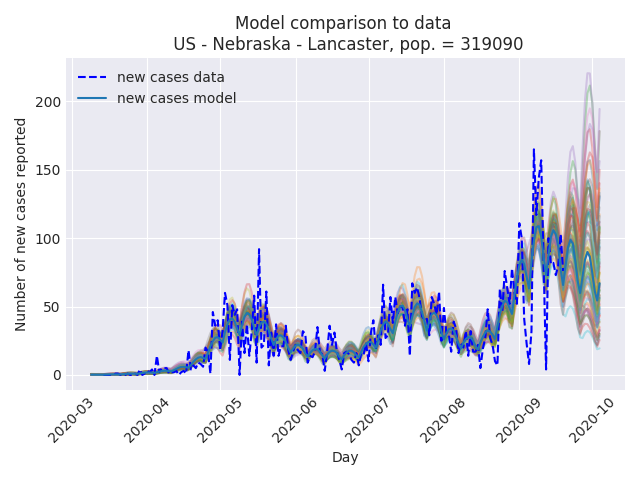 Model comparison to data
US - Nebraska - Lancaster, pop. = 319090
new cases data
new cases model
Number of new cases reported
200
150
100
50
0
2020-03
2020-04
2020-05
2020-06
2020-07
2020-08
2020-09
2020-10
Day